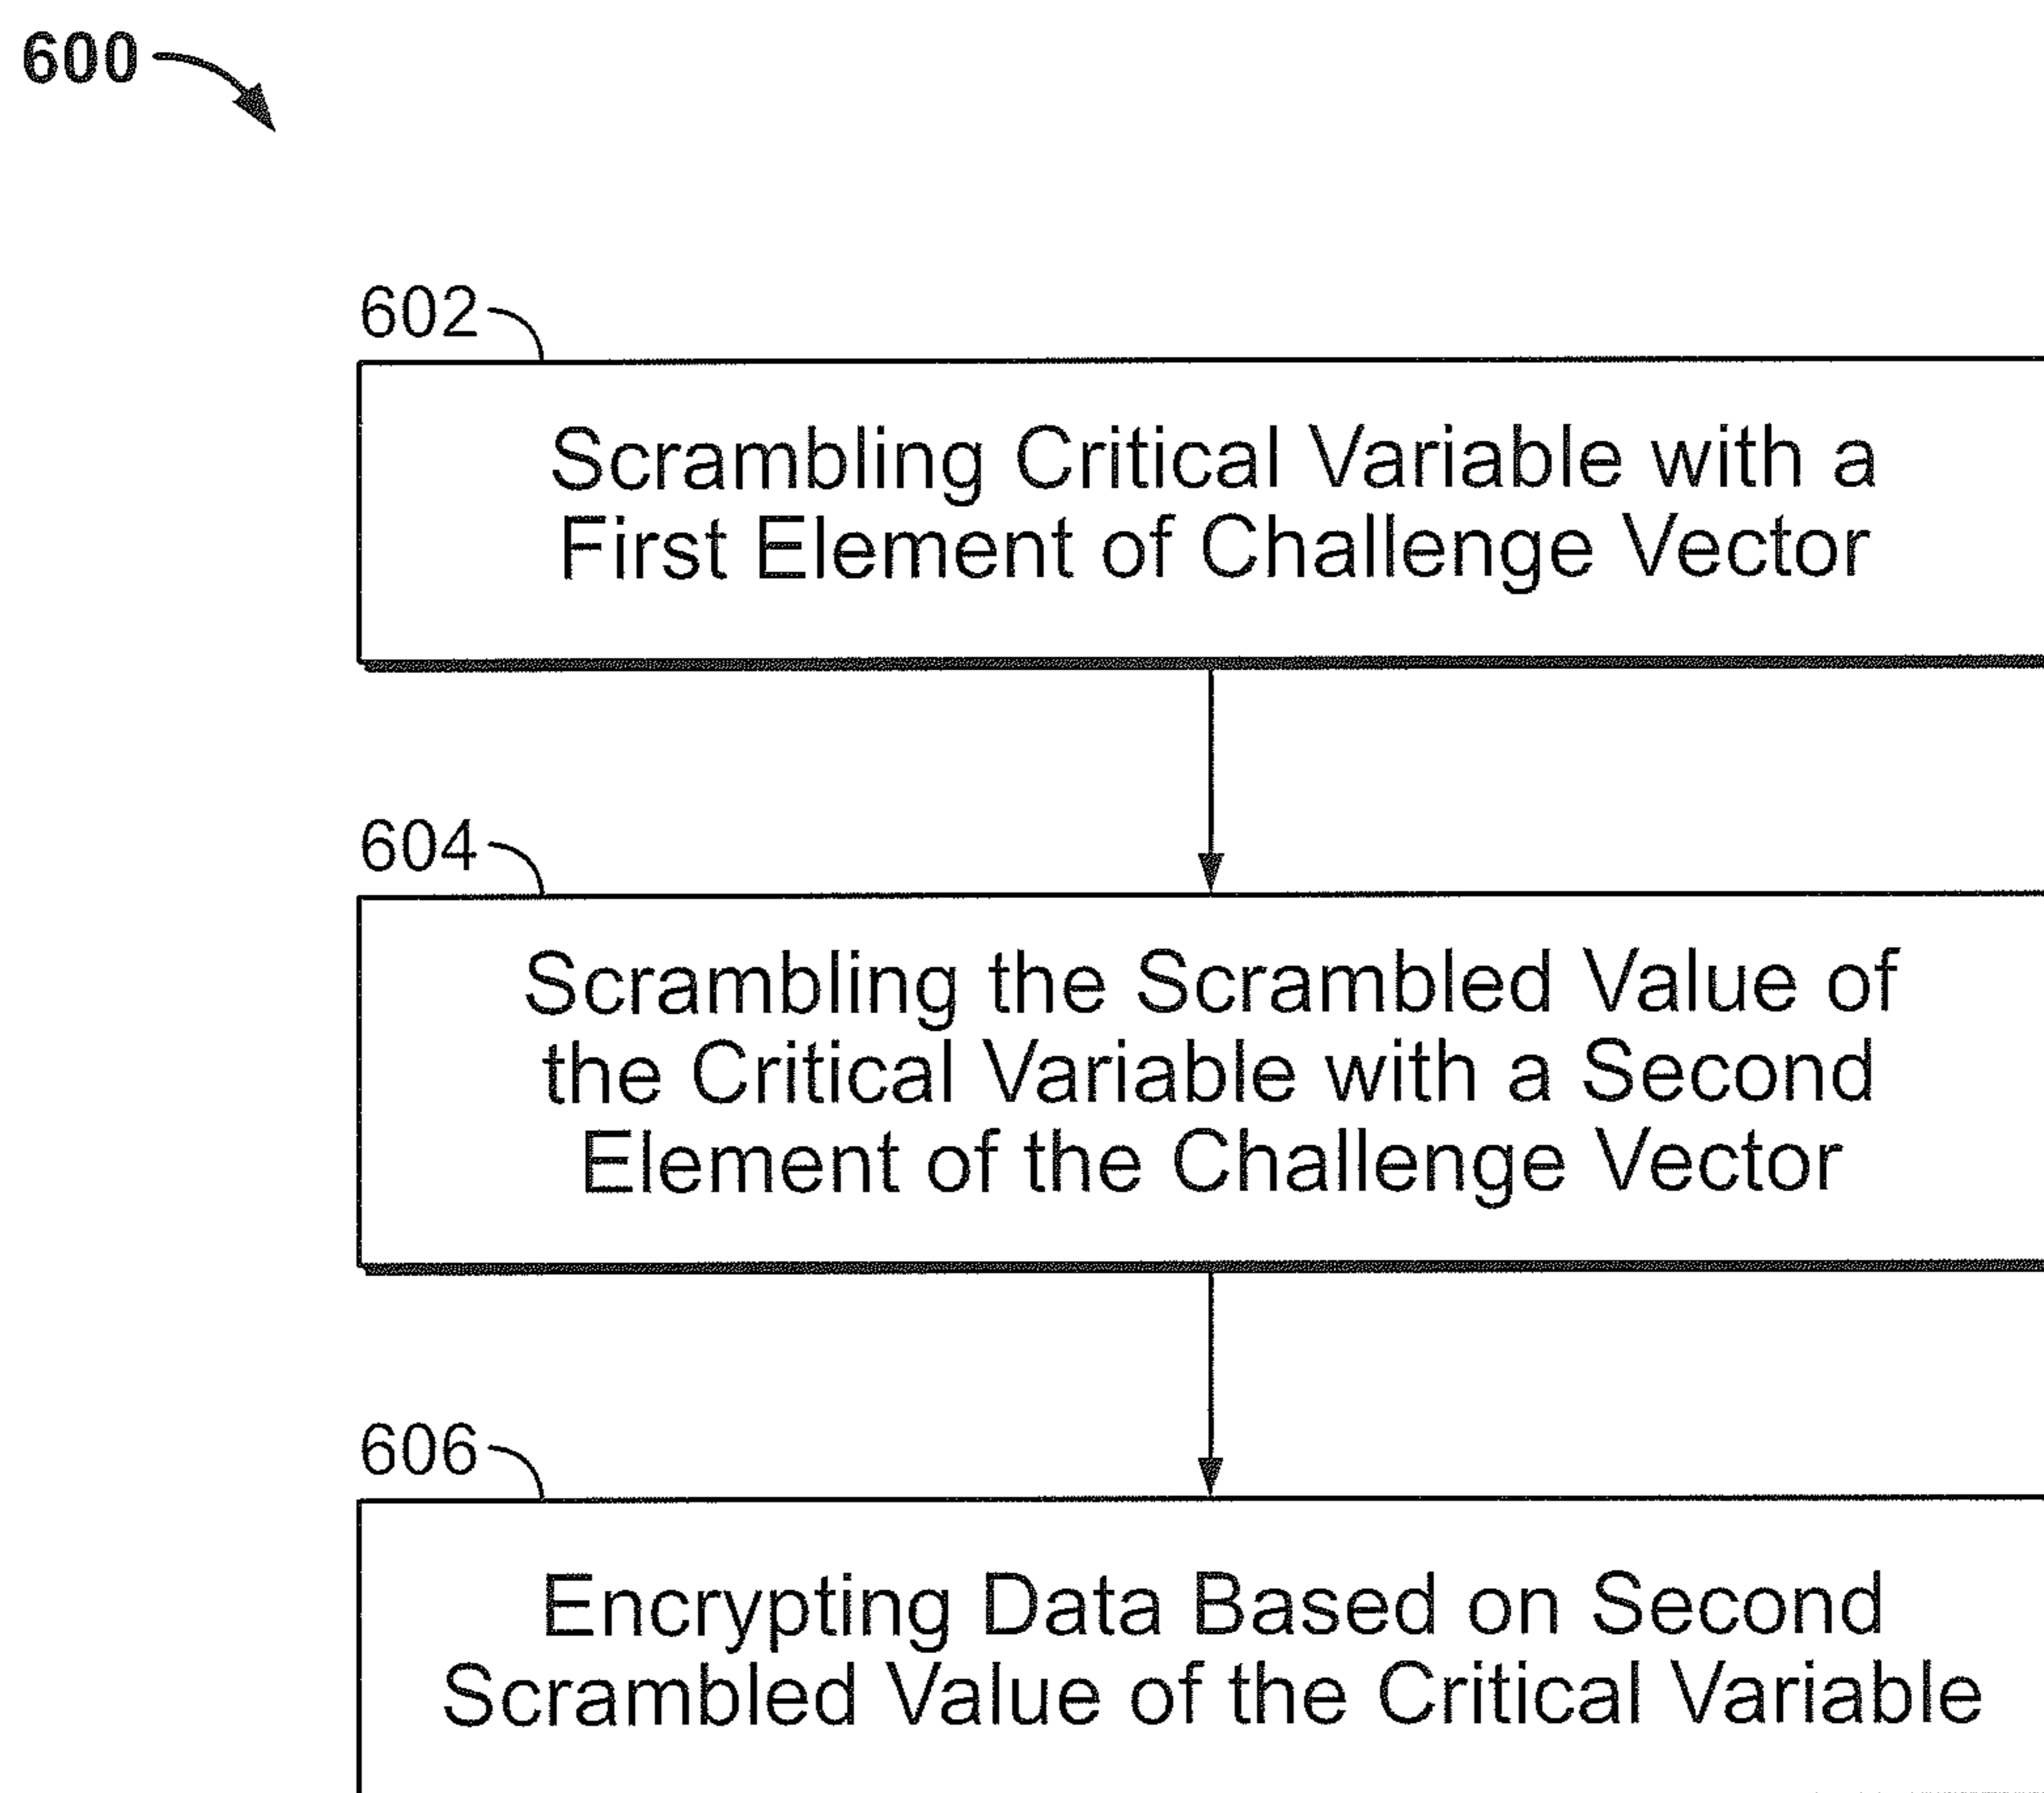 600
602
Scrambling Critical Variable with a
First Element of Challenge Vector
604
Scrambling the Scrambled Value of
the Critical Variable with a Second
Element of the Challenge Vector
606
Encrypting Data Based on Second
Scrambled Value of the Critical Variable